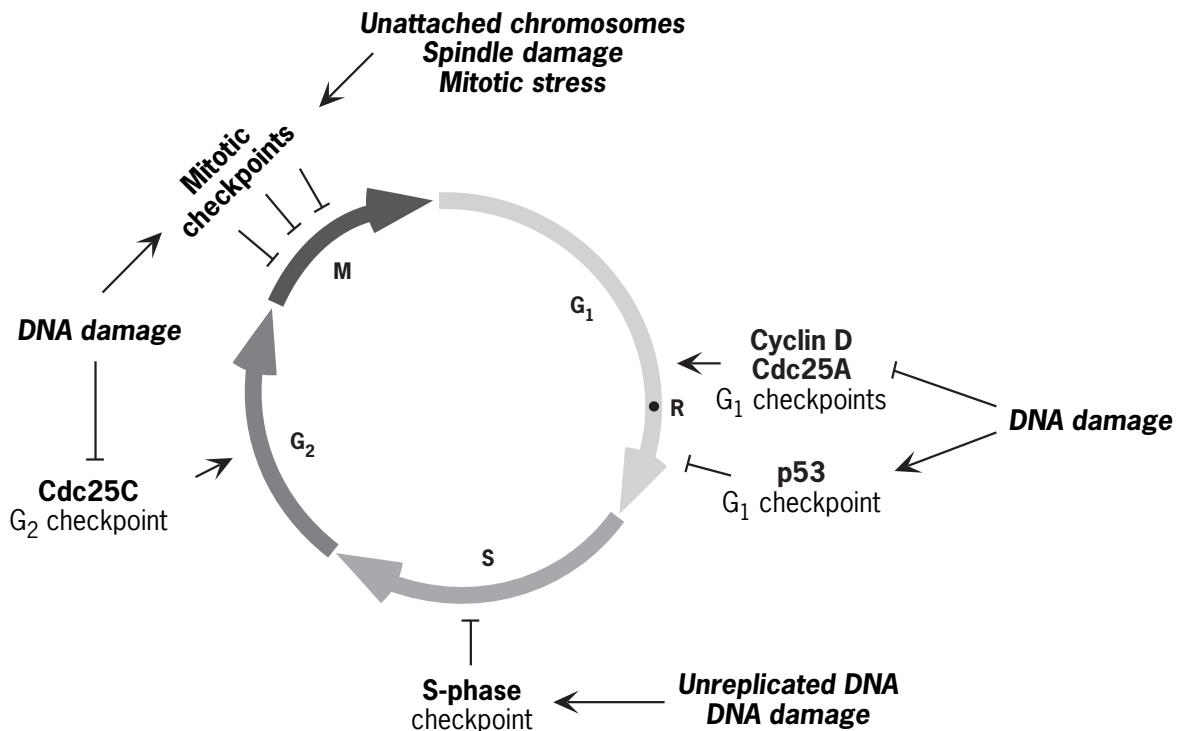 Unattached chromosomes
Spindle damage
Mitotic stress
Mitotic
checkpoints
M
G₁
DNA damage
Cyclin D
Cdc25A
G₁ checkpoints
R
DNA damage
G₂
p53
G₁ checkpoint
Cdc25C
G₂ checkpoint
S
S-phase
checkpoint
Unreplicated DNA
DNA damage